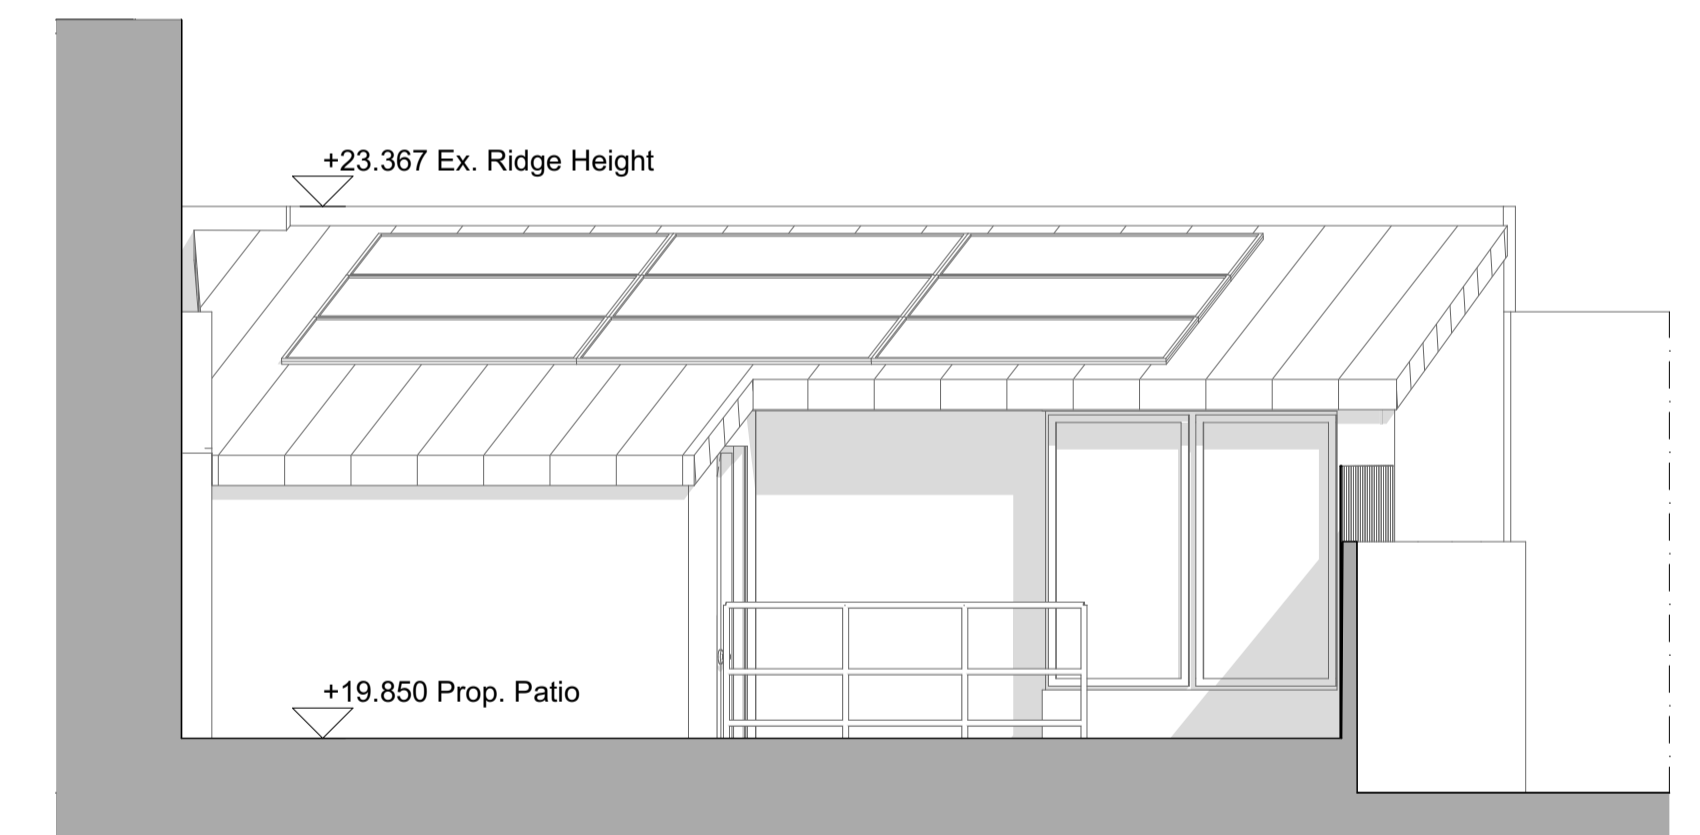 +23.367 Ex. Ridge Height
+19.850 Prop. Patio